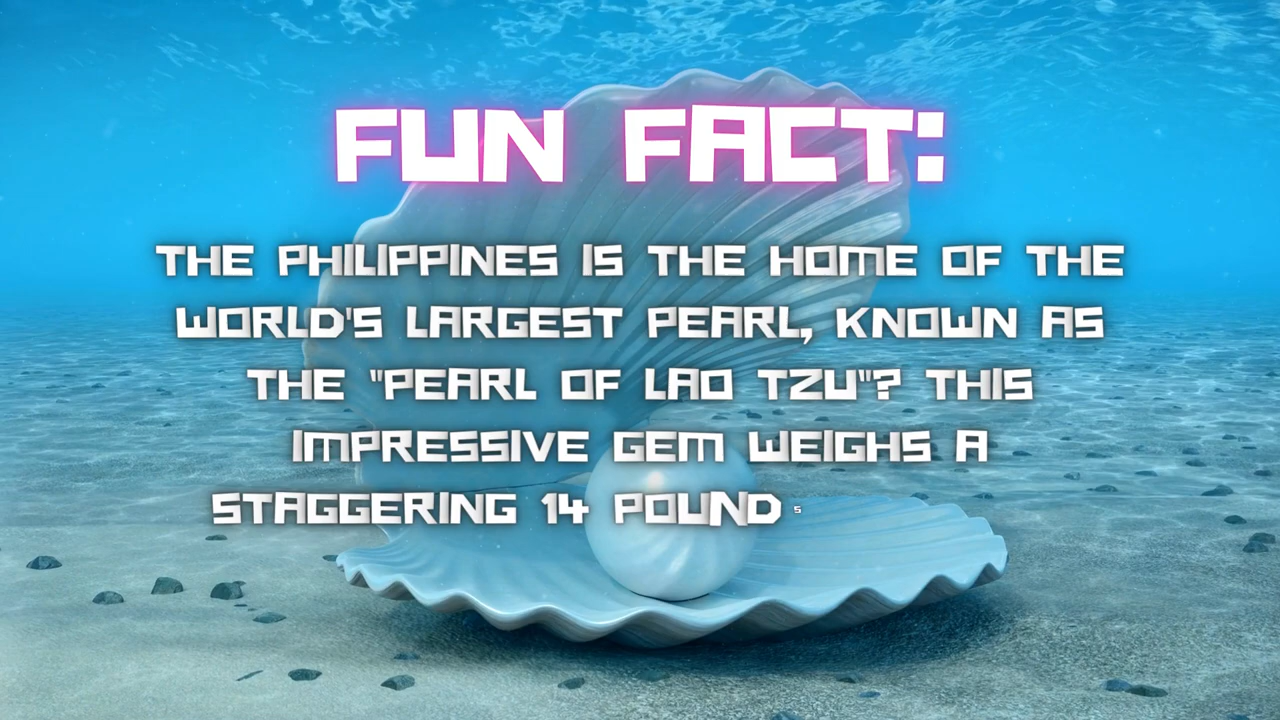 FUN FACT:
THE PHILIPPINES IS THE HOME OF THE
WORLD'S LARGEST PEARL, KNOWN AS
THE "PEARL OF LAO TZU"? THIS
IMPRESSIVE GEM WEIGHS A
STAGGERING 14 POUNDS